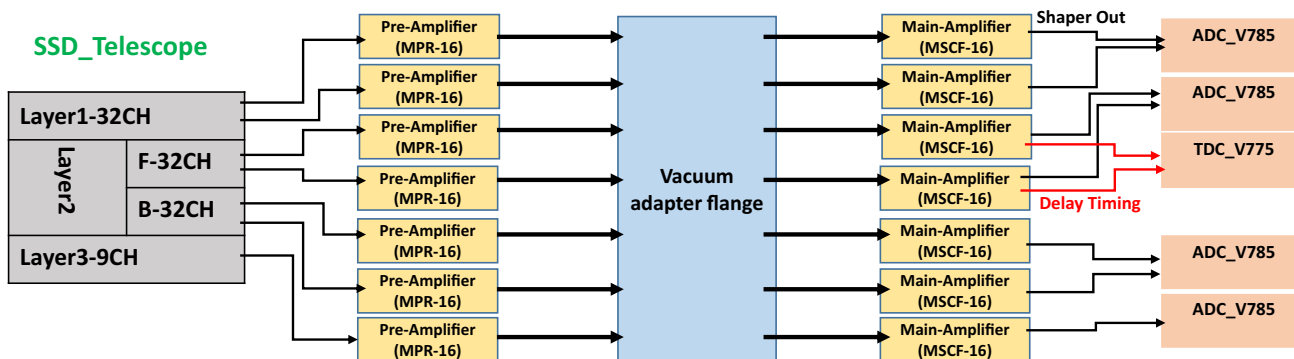 SSD_Telescope
Layer1-32CH
Layer2
F-32CH
B-32CH
Layer3-9CH
Pre-Amplifier
(MPR-16)
Pre-Amplifier
(MPR-16)
Pre-Amplifier
(MPR-16)
Pre-Amplifier
(MPR-16)
Pre-Amplifier
(MPR-16)
Pre-Amplifier
(MPR-16)
Pre-Amplifier
(MPR-16)
Vacuum
adapter flange
Main-Amplifier
(MSCF-16)
Main-Amplifier
(MSCF-16)
Main-Amplifier
(MSCF-16)
Main-Amplifier
(MSCF-16)
Main-Amplifier
(MSCF-16)
Main-Amplifier
(MSCF-16)
Main-Amplifier
(MSCF-16)
Shaper Out
Delay Timing
ADC_V785
ADC_V785
TDC_V775
ADC_V785
ADC_V785